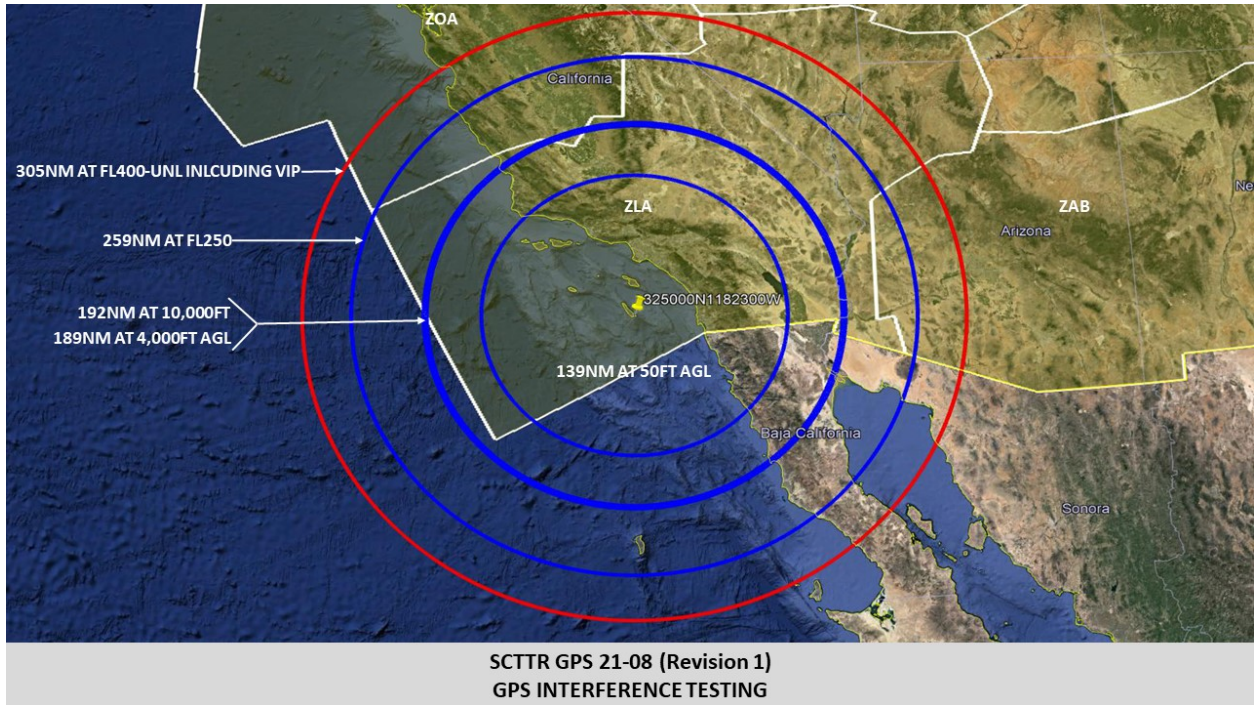 ZOA
California
305NM AT FL400-UNL INLCUDING VIP
ZLA
ZAB
Ne
Arizona
259NM AT FL250
325000N1182300W
192NM AT 10,000FT
189NM AT 4,000FT AGL
139NM AT 50FT AGL
Baja California
Sonora
SCTTR GPS 21-08 (Revision 1)
GPS INTERFERENCE TESTING